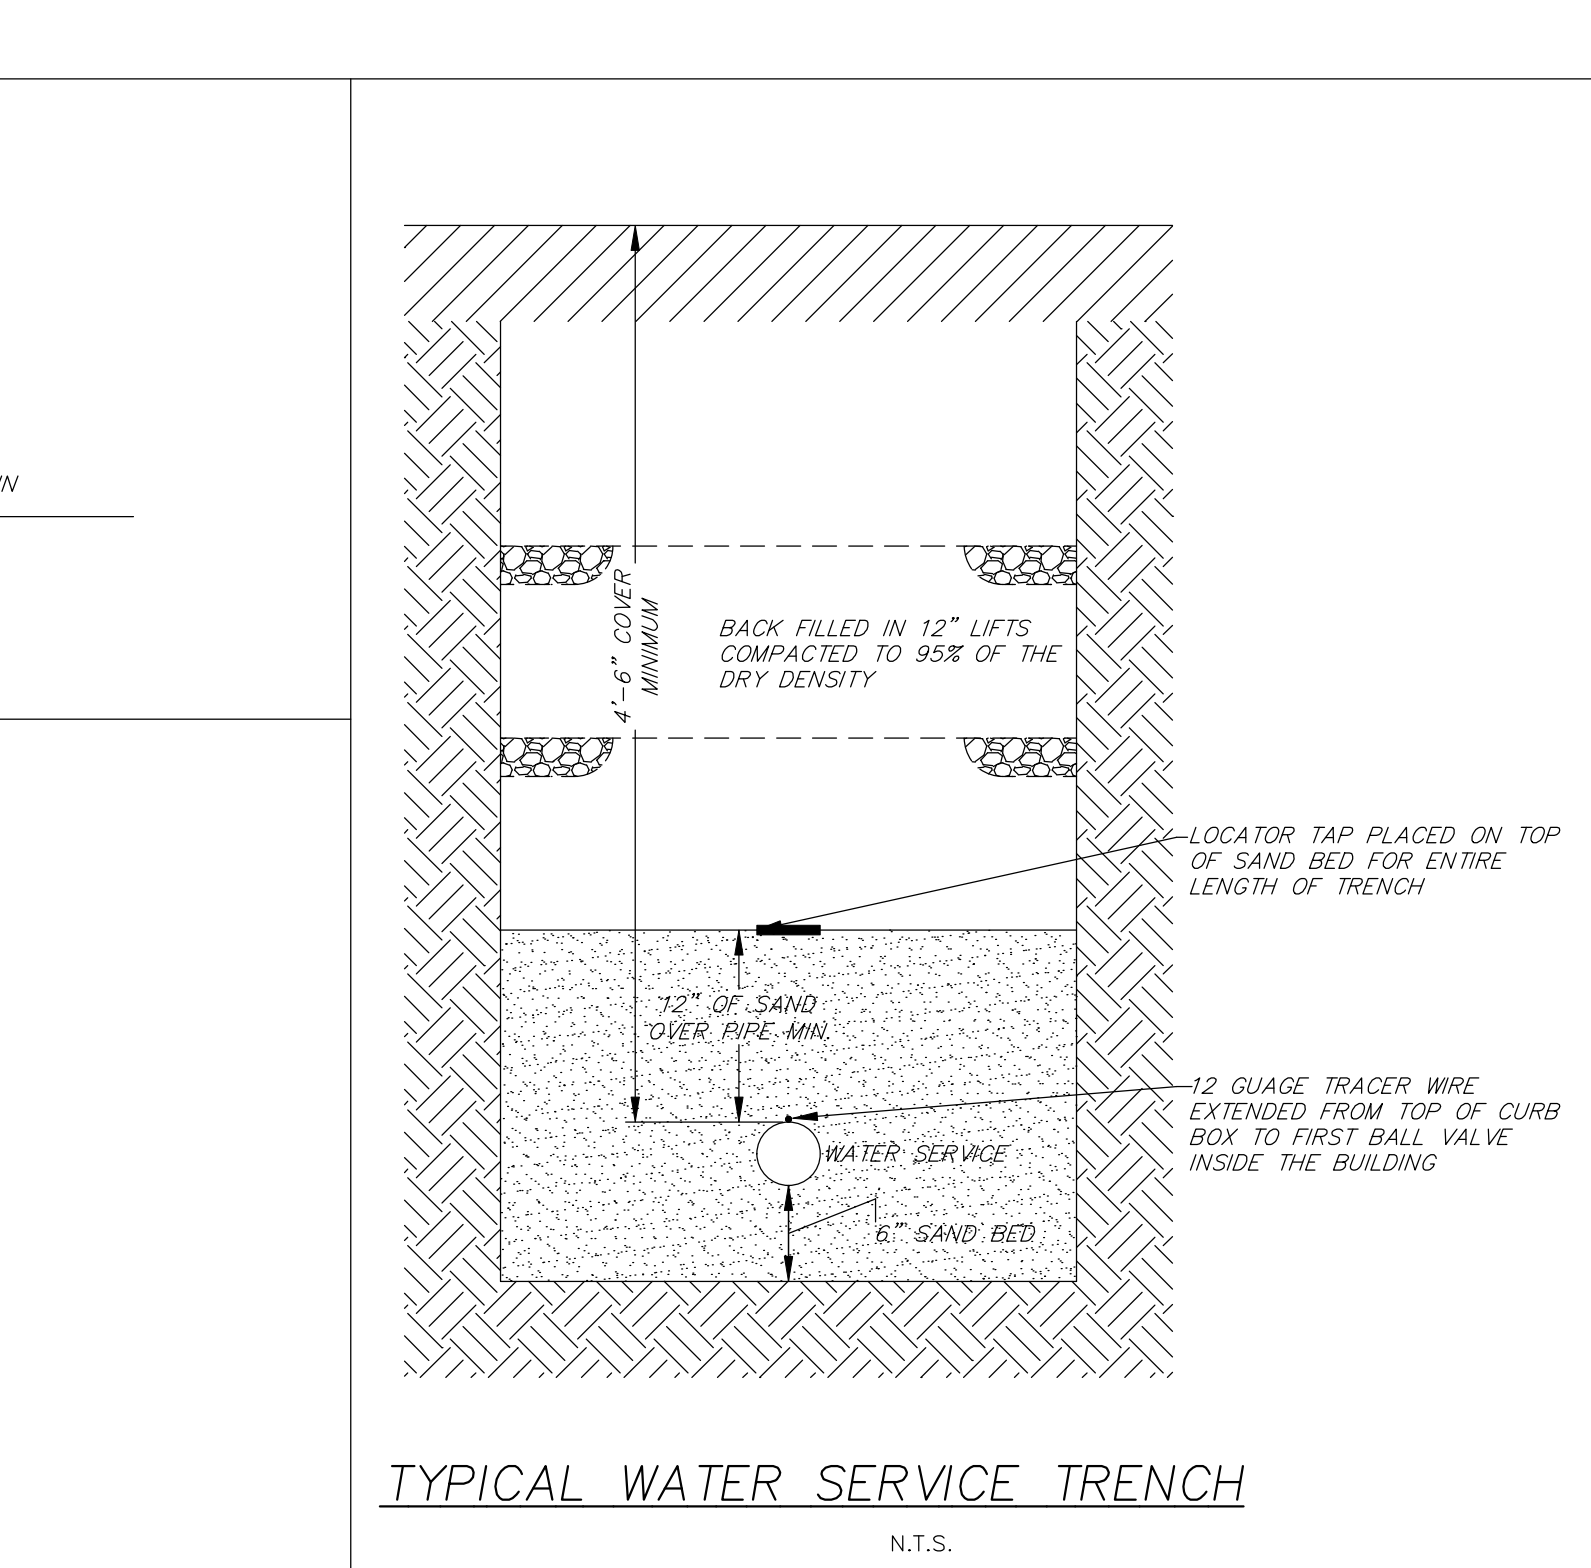 4'-6" COVER
MINIMUM
BACK FILLED IN 12" LIFTS
COMPACTED TO 95% OF THE
DRY DENSITY
LOCATOR TAP PLACED ON TOP
OF SAND BED FOR ENTIRE
LENGTH OF TRENCH
12" OF SAND
OVER PIPE MIN.
12 GUAGE TRACER WIRE
EXTENDED FROM TOP OF CURB
BOX TO FIRST BALL VALVE
INSIDE THE BUILDING
WATER SERVICE
6" SAND BED
TYPICAL WATER SERVICE TRENCH
N.T.S.